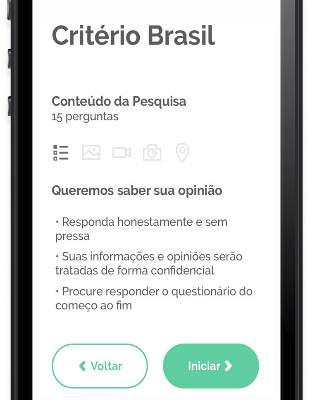 Critério Brasil
Conteúdo da Pesquisa
15 perguntas
Queremos saber sua opinião
• Responda honestamente e sem
pressa
• Suas informações e opiniões serão
tratadas de forma confidencial
• Procure responder o questionário do
começo ao fim
Voltar
Iniciar